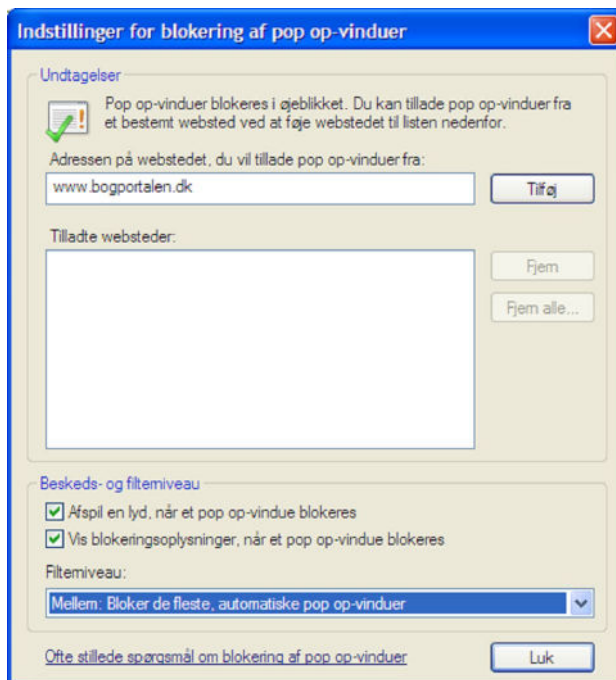 Indstillinger for blokering af pop op-vinduer
Undtagelser
Pop op-vinduer blokeres i øjeblikket. Du kan tillade pop op-vinduer fra
et bestemt websted ved at føje webstedet til listen nedenfor.
Adressen på webstedet, du vil tillade pop op-vinduer fra:
www.bogportalen.dk
Tilføj
Tilladte websteder:
Fjern
Fjern alle...
Beskeds- og filterniveau
Afspil en lyd, når et pop op-vindue blokeres
Vis blokeringsoplysninger, når et pop op-vindue blokeres
Filterniveau:
Mellem: Bloker de fleste, automatiske pop op-vinduer
Ofte stillede spørgsmål om blokering af pop op-vinduer
Luk